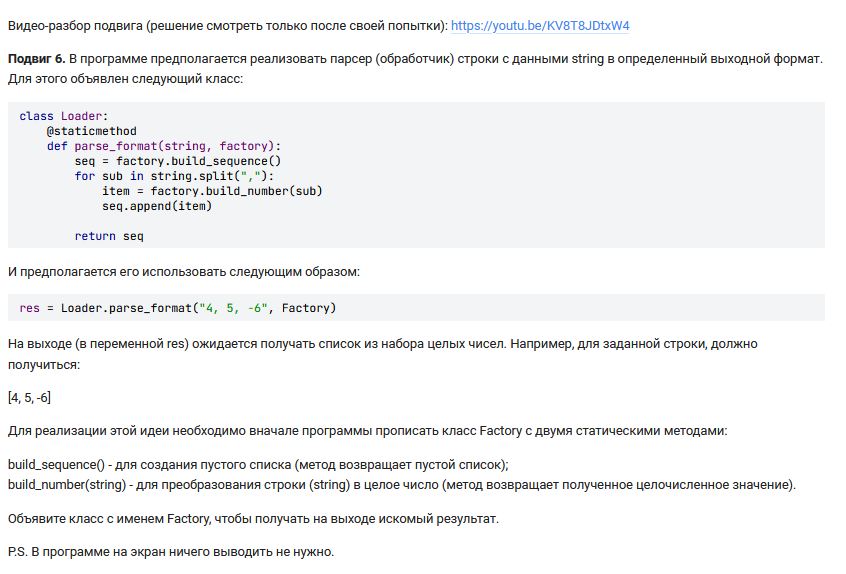 Видео-разбор подвига (решение смотреть только после своей попытки): https://youtu.be/KV8T8JDtxW4
Подвиг 6. В программе предполагается реализовать парсер (обработчик) строки с данными string в определенный выходной формат.
Для этого объявлен следующий класс:
class Loader:
    @staticmethod
    def parse_format(string, factory):
        seq = factory.build_sequence()
        for sub in string.split(","):
            item = factory.build_number(sub)
            seq.append(item)
        return seq
И предполагается его использовать следующим образом:
res = Loader.parse_format("4, 5, -6", Factory)
На выходе (в переменной res) ожидается получать список из набора целых чисел. Например, для заданной строки, должно
получиться:
[4, 5, -6]
Для реализации этой идеи необходимо вначале программы прописать класс Factory с двумя статическими методами:
build_sequence() - для создания пустого списка (метод возвращает пустой список);
build_number(string) - для преобразования строки (string) в целое число (метод возвращает полученное целочисленное значение).
Объявите класс с именем Factory, чтобы получать на выходе искомый результат.
P.S. В программе на экран ничего выводить не нужно.